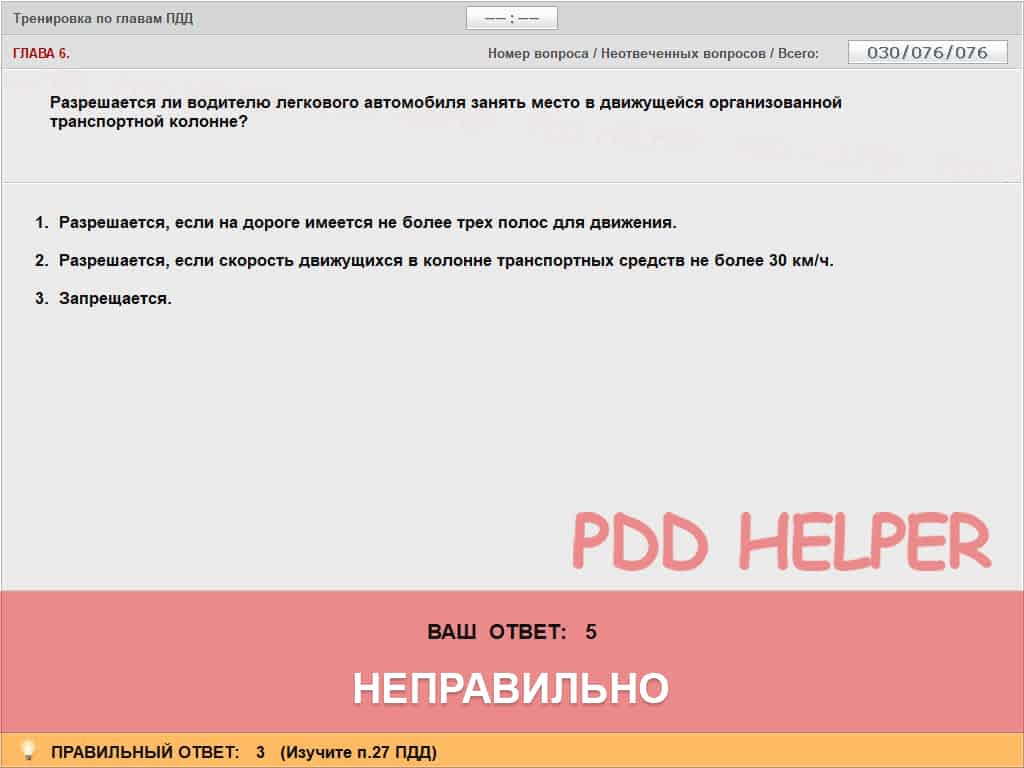 Тренировка по главам ПДД
–– : ––
ГЛАВА 6.
Номер вопроса / Неотвеченных вопросов / Всего:
030/076/076
Разрешается ли водителю легкового автомобиля занять место в движущейся организованной
транспортной колонне?
1. Разрешается, если на дороге имеется не более трех полос для движения.
2. Разрешается, если скорость движущихся в колонне транспортных средств не более 30 км/ч.
3. Запрещается.
PDD HELPER
ВАШ ОТВЕТ: 5
НЕПРАВИЛЬНО
ПРАВИЛЬНЫЙ ОТВЕТ: 3 (Изучите п.27 ПДД)